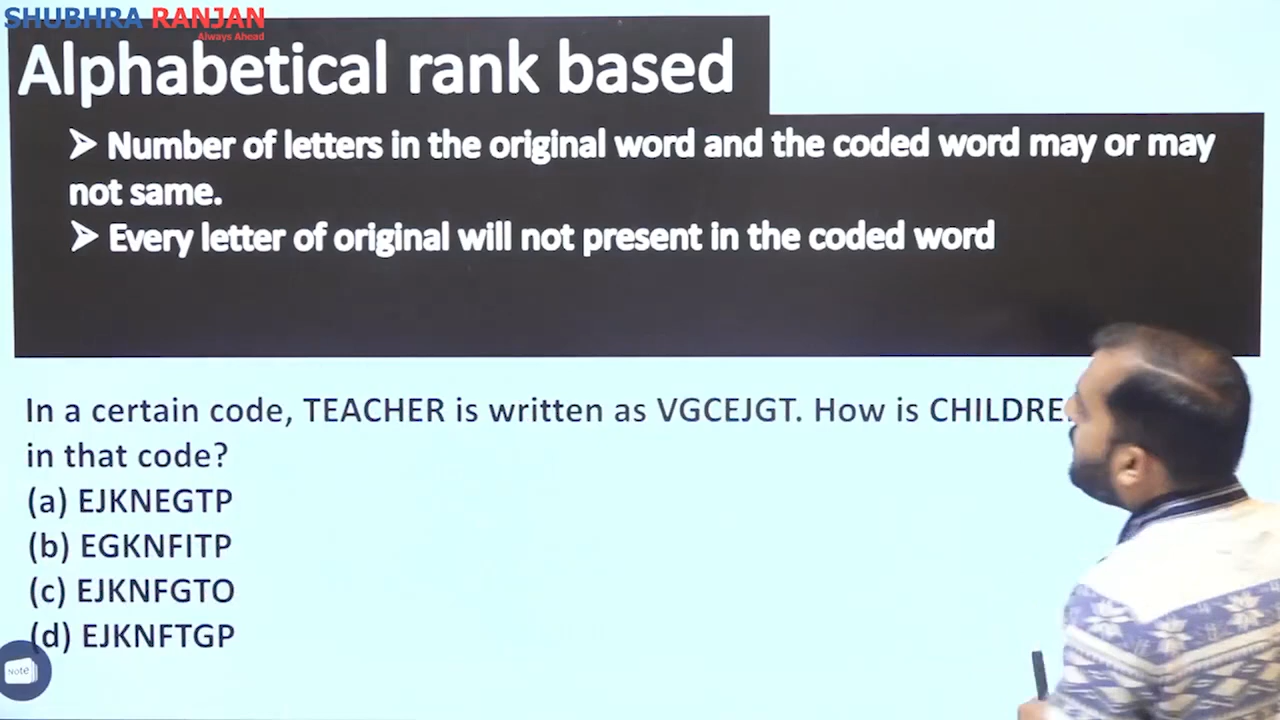 SHUBHRA RANJAN
Always Ahead
Alphabetical rank based
➤ Number of letters in the original word and the coded word may or may
not same.
➤ Every letter of original will not present in the coded word
In a certain code, TEACHER is written as VGCEJGT. How is
in that code?
(a) EJKNEGTP
(b) EGKNFITP
(c) EJKNFGTO
(d) EJKNFTGP
Note